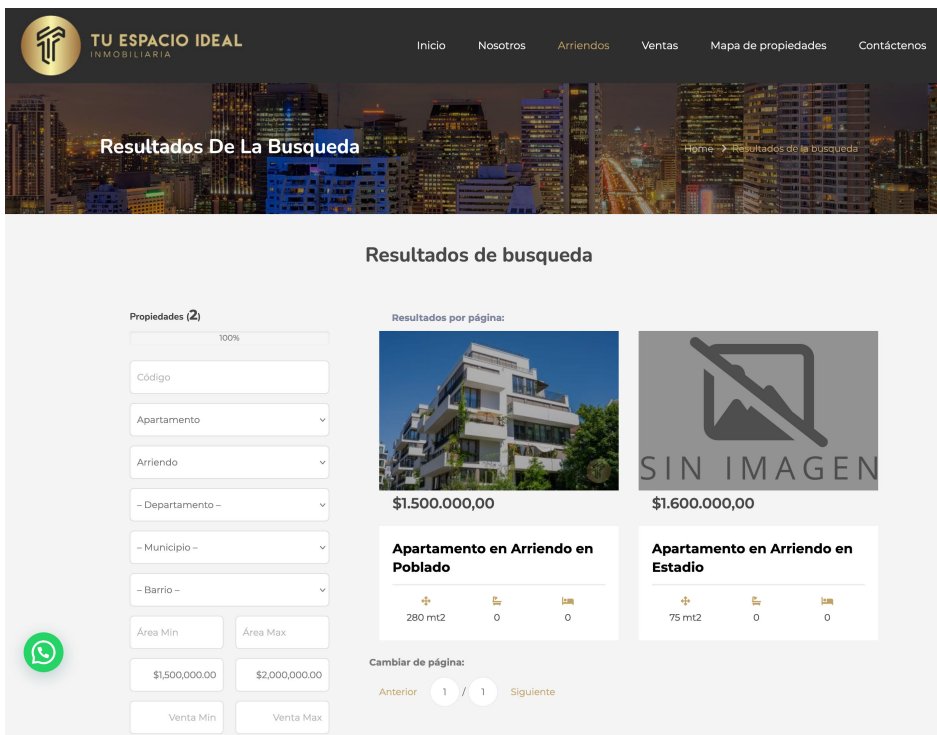 TU ESPACIO IDEAL
INMOBILIARIA
Inicio Nosotros Arriendos Ventas Mapa de propiedades Contáctenos
Resultados De La Busqueda
Home > Resultados de la busqueda
Resultados de busqueda
Propiedades (2)
100%
Código
Apartamento
Arriendo
– Departamento –
– Municipio –
– Barrio –
Área Min Área Max
$1,500,000.00 $2,000,000.00
Venta Min Venta Max
Resultados por página:
$1.500.000,00
Apartamento en Arriendo en
Poblado
280 mt2 0 0
SIN IMAGEN
$1.600.000,00
Apartamento en Arriendo en
Estadio
75 mt2 0 0
Cambiar de página:
Anterior 1 / 1 Siguiente